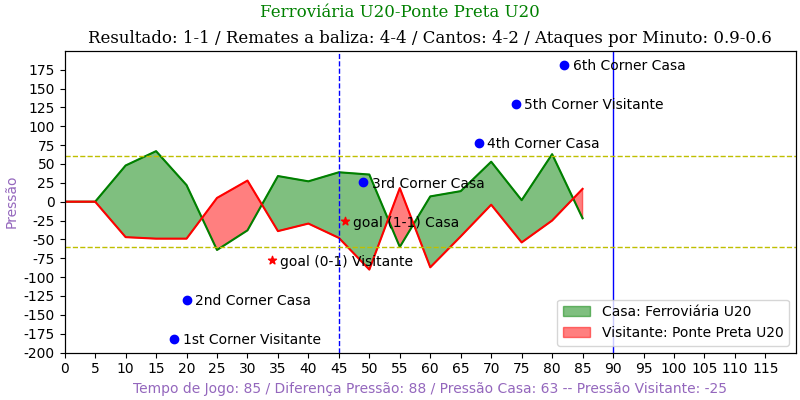 Ferroviária U20-Ponte Preta U20
Resultado: 1-1 / Remates a baliza: 4-4 / Cantos: 4-2 / Ataques por Minuto: 0.9-0.6
Pressão
175
150
125
100
75
50
25
0
-25
-50
-75
-100
-125
-150
-175
-200
6th Corner Casa
5th Corner Visitante
4th Corner Casa
3rd Corner Casa
goal (1-1) Casa
goal (0-1) Visitante
2nd Corner Casa
1st Corner Visitante
Casa: Ferroviária U20
Visitante: Ponte Preta U20
0 5 10 15 20 25 30 35 40 45 50 55 60 65 70 75 80 85 90 95 100 105 110 115
Tempo de Jogo: 85 / Diferença Pressão: 88 / Pressão Casa: 63 -- Pressão Visitante: -25